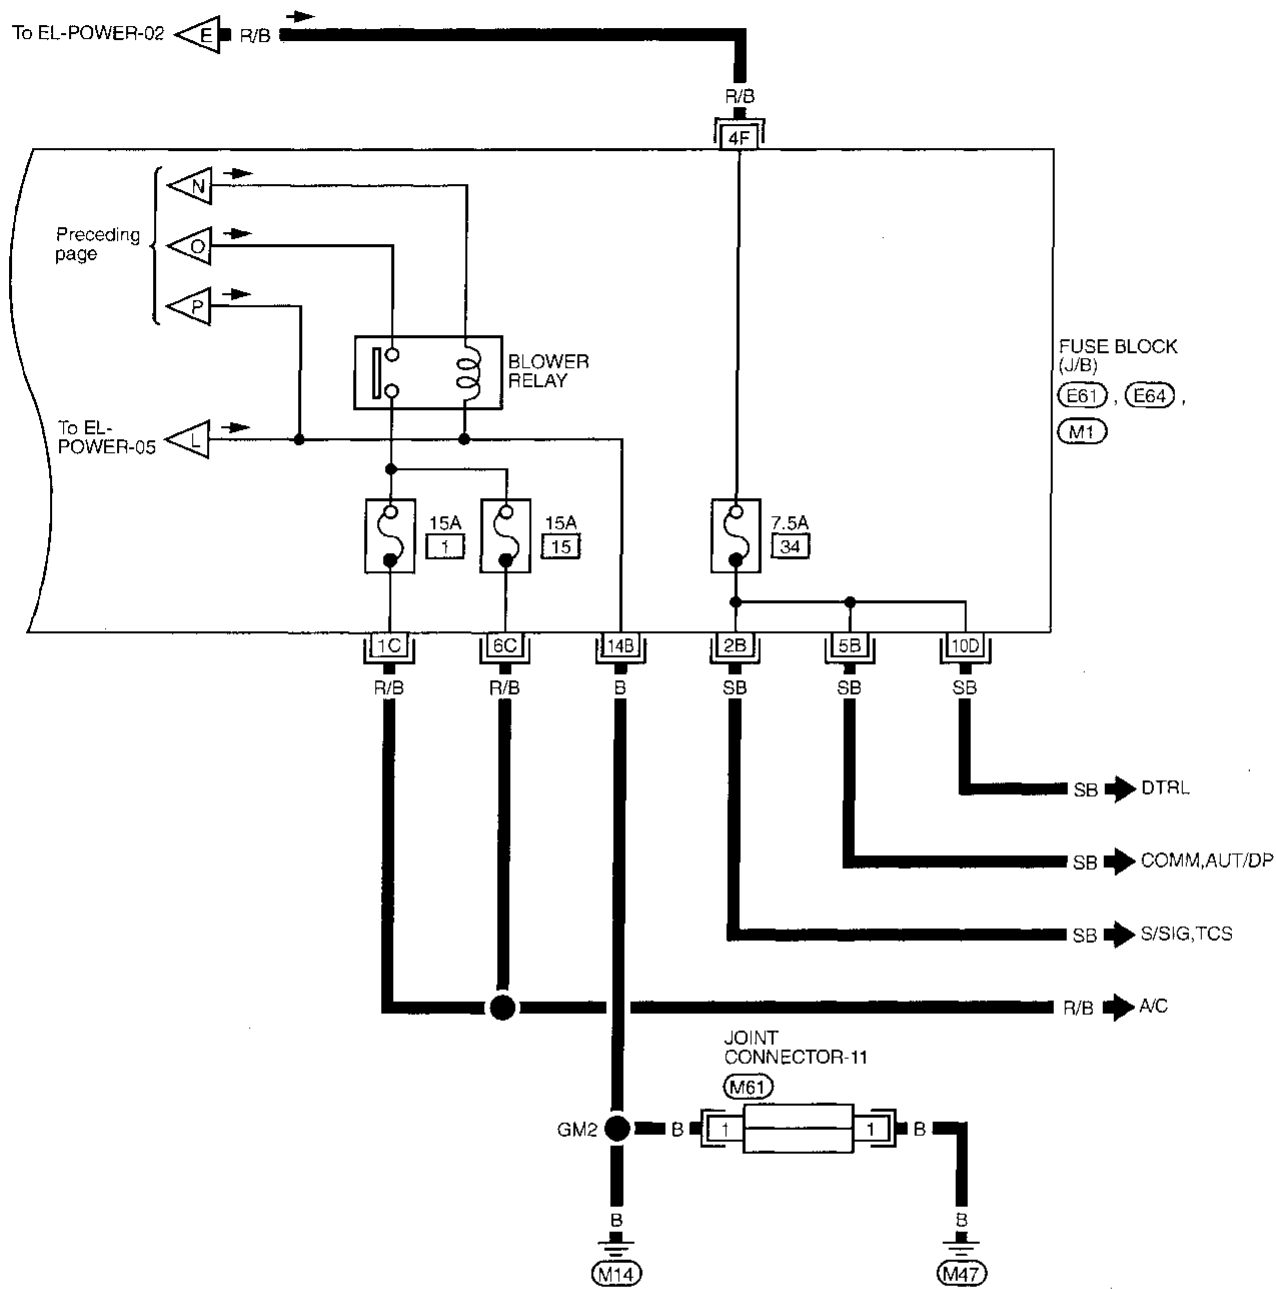 To EL-POWER-02
E
R/B
R/B
4F
N
Preceding
page
O
P
BLOWER
RELAY
FUSE BLOCK
(J/B)
E61 , E64 ,
M1
To EL-
POWER-05
L
15A
1
15A
15
7.5A
34
1C
6C
14B
2B
5B
10D
R/B
R/B
B
SB
SB
SB
SB
DTRL
SB
COMM,AUT/DP
SB
S/SIG,TCS
R/B
A/C
JOINT
CONNECTOR-11
M61
GM2
B
1
1
B
B
B
M14
M47